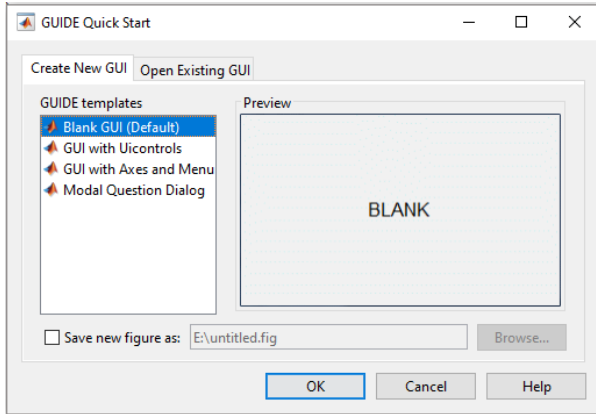 GUIDE Quick Start
Create New GUI Open Existing GUI
GUIDE templates
Blank GUI (Default)
GUI with Uicontrols
GUI with Axes and Menu
Modal Question Dialog
Preview
BLANK
Save new figure as: E:\untitled.fig Browse...
OK Cancel Help